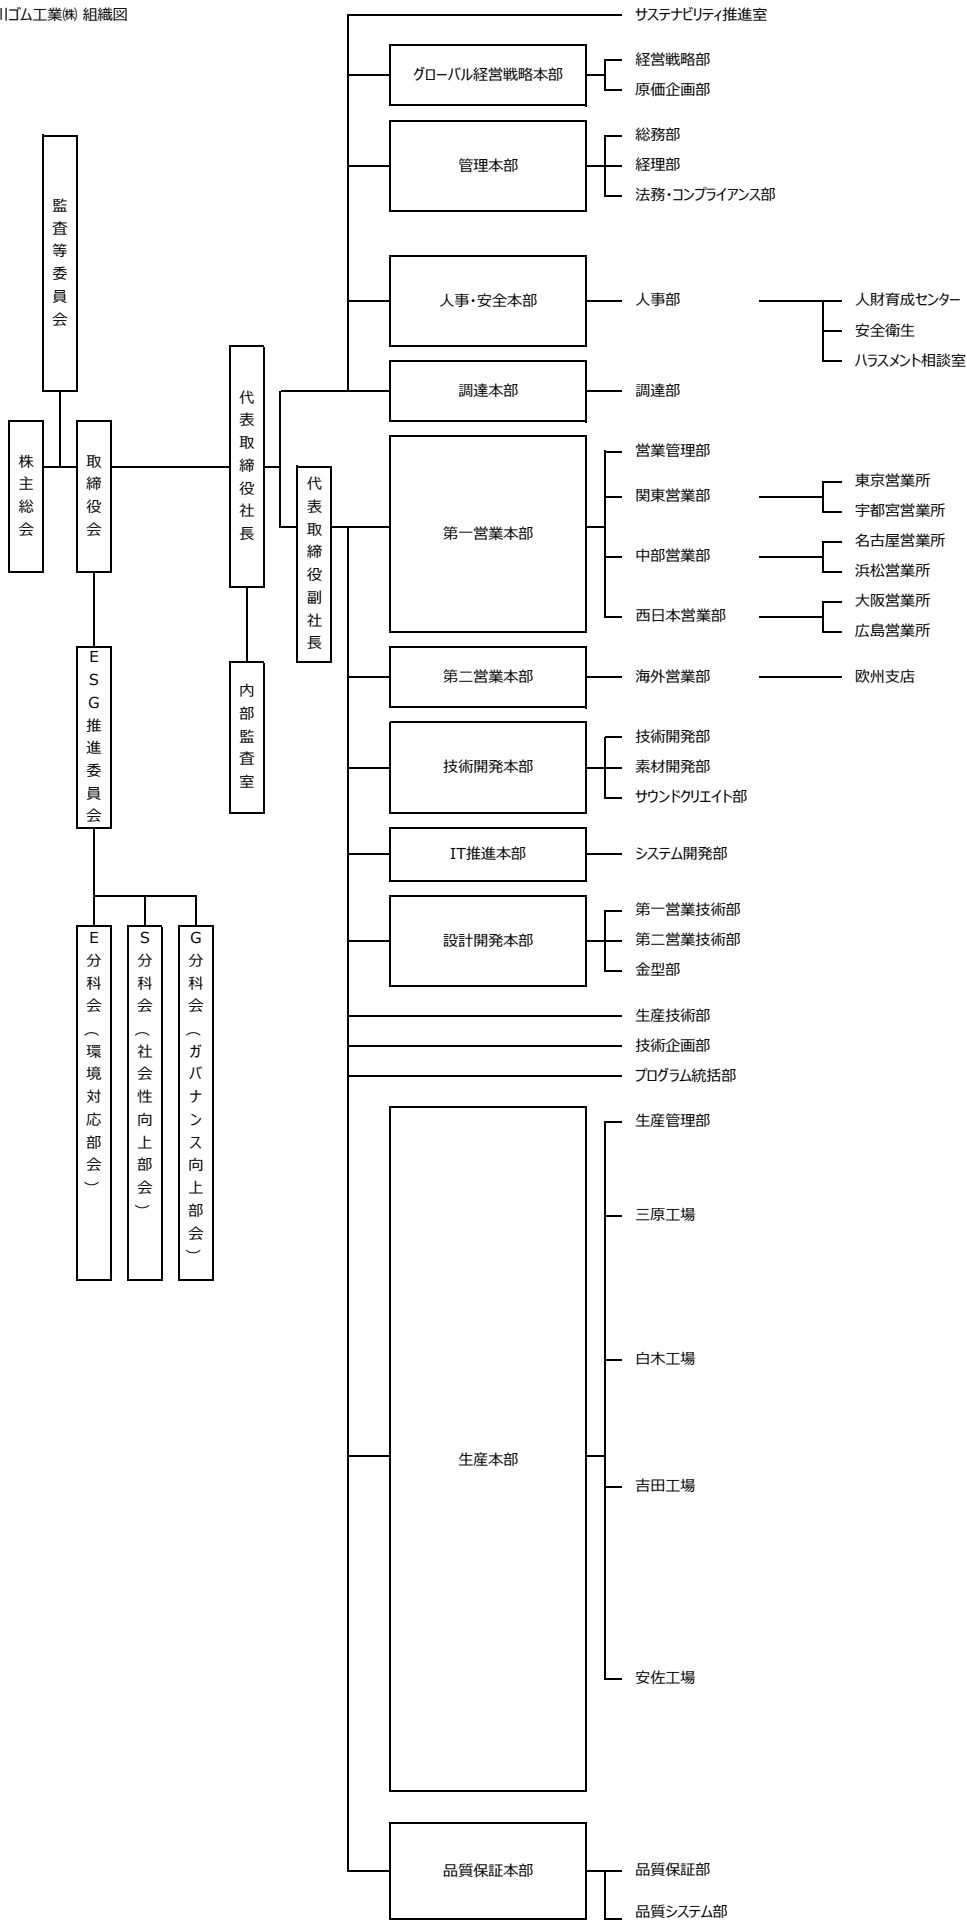 川ゴム工業㈱ 組織図
サステナビリティ推進室
グローバル経営戦略本部
経営戦略部
原価企画部
管理本部
総務部
経理部
法務・コンプライアンス部
監査等委員会
人事・安全本部
人事部
人財育成センター
安全衛生
ハラスメント相談室
調達本部
調達部
株主総会
取締役会
代表取締役社長
代表取締役副社長
内部監査室
第一営業本部
営業管理部
関東営業部
東京営業所
宇都宮営業所
中部営業部
名古屋営業所
浜松営業所
西日本営業部
大阪営業所
広島営業所
第二営業本部
海外営業部
欧州支店
ESG推進委員会
技術開発本部
技術開発部
素材開発部
サウンドクリエイト部
IT推進本部
システム開発部
E分科会(環境対応部会)
S分科会(社会性向上部会)
G分科会(ガバナンス向上部会)
設計開発本部
第一営業技術部
第二営業技術部
金型部
生産技術部
技術企画部
プログラム統括部
生産本部
生産管理部
三原工場
白木工場
吉田工場
安佐工場
品質保証本部
品質保証部
品質システム部